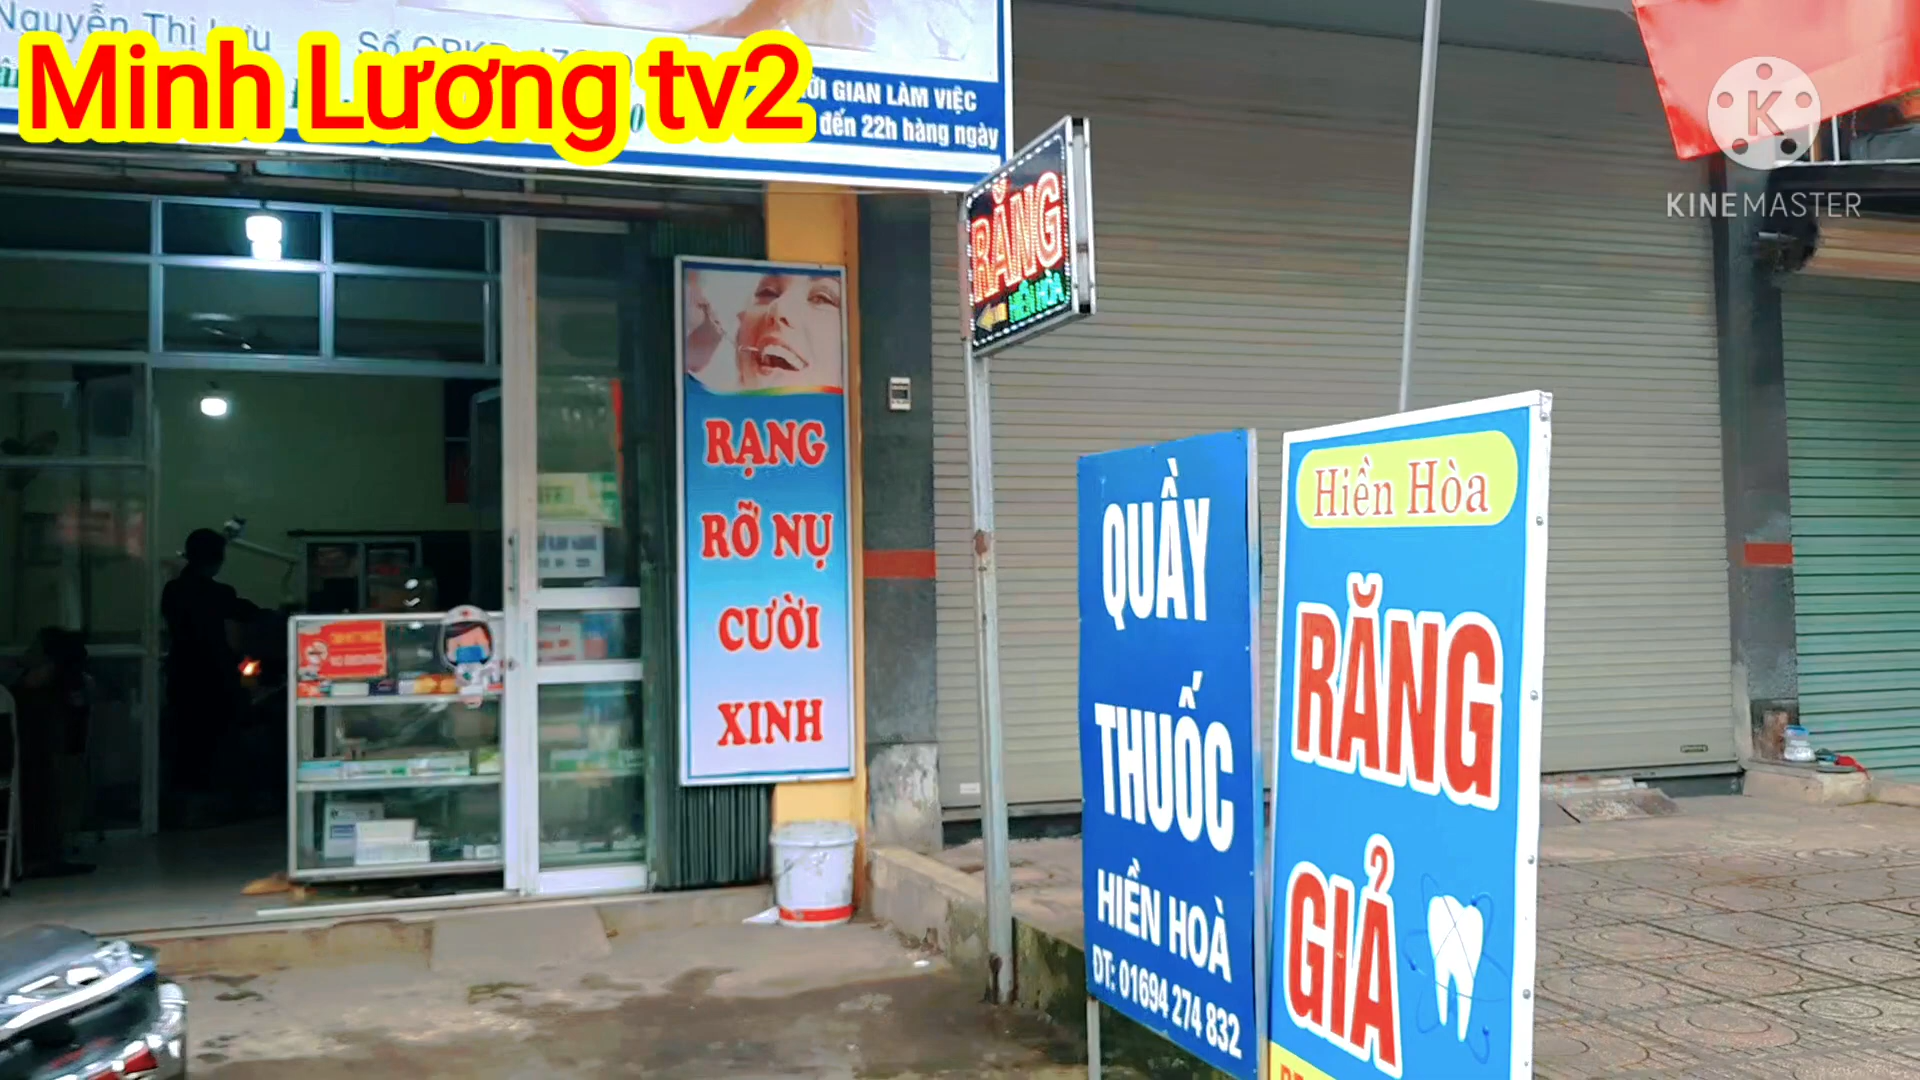 Minh Lương tv2
Nguyễn Thị Lưu
GIAN LÀM VIỆC
đến 22h hàng ngày
K
KINEMASTER
RĂNG
HIỀN HÒA
RẠNG
RỠ NỤ
CƯỜI
XINH
QUẦY
THUỐC
HIỀN HOÀ
ĐT: 01694 274 832
Hiền Hòa
RĂNG
GIẢ